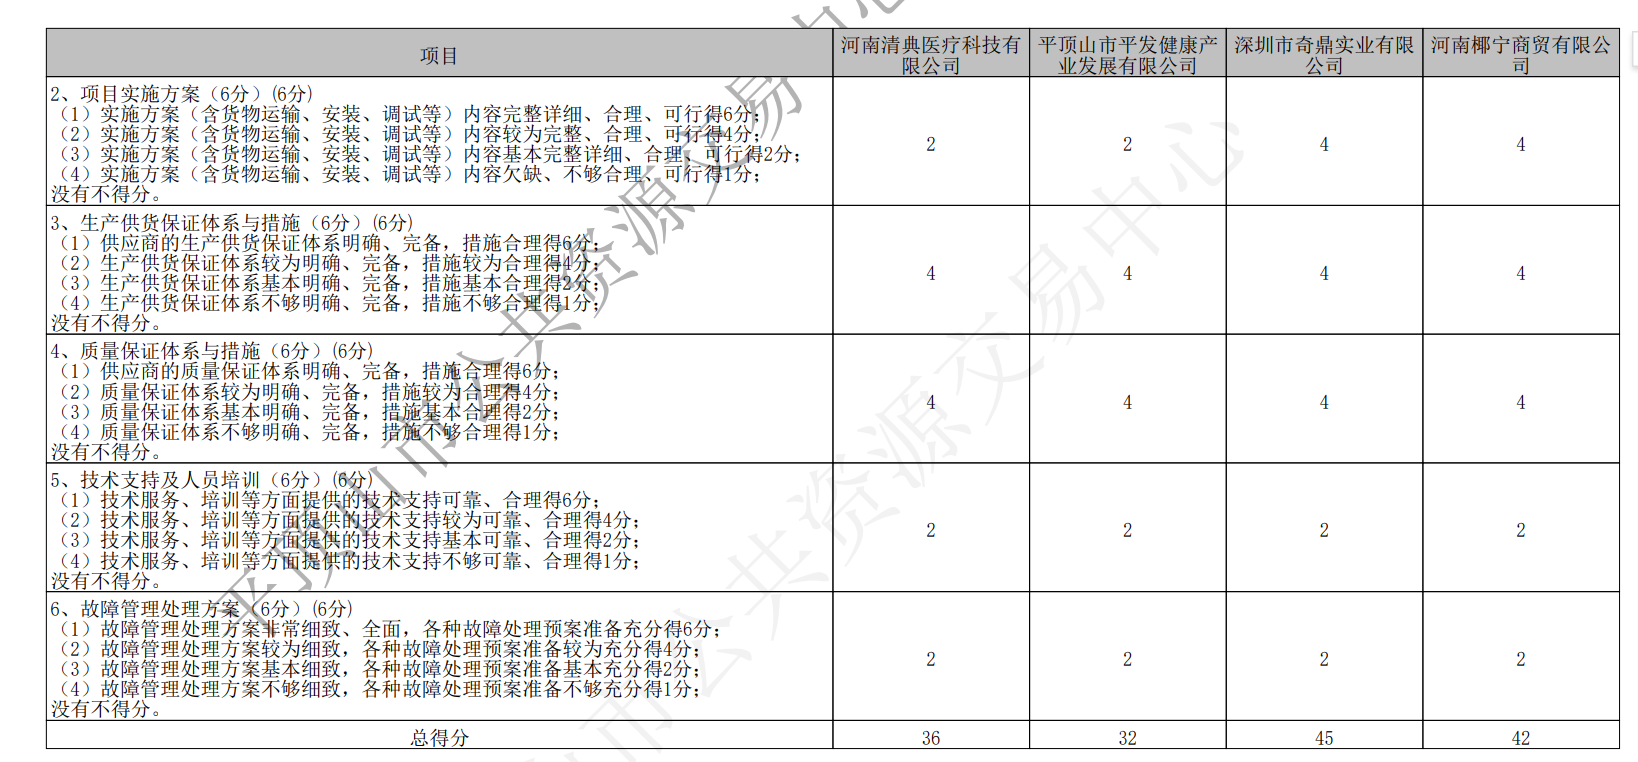 项目
河南清典医疗科技有
限公司
平顶山市平发健康产
业发展有限公司
深圳市奇鼎实业有限
公司
河南椰宁商贸有限公
司
2、项目实施方案（6分）(6分)
（1）实施方案（含货物运输、安装、调试等）内容完整详细、合理、可行得6分；
（2）实施方案（含货物运输、安装、调试等）内容较为完整、合理、可行得4分；
（3）实施方案（含货物运输、安装、调试等）内容基本完整详细、合理、可行得2分；
（4）实施方案（含货物运输、安装、调试等）内容欠缺、不够合理、可行得1分；
没有不得分。
2
2
4
4
3、生产供货保证体系与措施（6分）(6分)
（1）供应商的生产供货保证体系明确、完备，措施合理得6分；
（2）生产供货保证体系较为明确、完备，措施较为合理得4分；
（3）生产供货保证体系基本明确、完备，措施基本合理得2分；
（4）生产供货保证体系不够明确、完备，措施不够合理得1分；
没有不得分。
4
4
4
4
4、质量保证体系与措施（6分）(6分)
（1）供应商的质量保证体系明确、完备，措施合理得6分；
（2）质量保证体系较为明确、完备，措施较为合理得4分；
（3）质量保证体系基本明确、完备，措施基本合理得2分；
（4）质量保证体系不够明确、完备，措施不够合理得1分；
没有不得分。
4
4
4
4
5、技术支持及人员培训（6分）(6分)
（1）技术服务、培训等方面提供的技术支持可靠、合理得6分；
（2）技术服务、培训等方面提供的技术支持较为可靠、合理得4分；
（3）技术服务、培训等方面提供的技术支持基本可靠、合理得2分；
（4）技术服务、培训等方面提供的技术支持不够可靠、合理得1分；
没有不得分。
2
2
2
2
6、故障管理处理方案（6分）(6分)
（1）故障管理处理方案非常细致、全面，各种故障处理预案准备充分得6分；
（2）故障管理处理方案较为细致，各种故障处理预案准备较为充分得4分；
（3）故障管理处理方案基本细致，各种故障处理预案准备基本充分得2分；
（4）故障管理处理方案不够细致，各种故障处理预案准备不够充分得1分；
没有不得分。
2
2
2
2
总得分
36
32
45
42
平顶山市公共资源交易中心
山市公共资源交易中心